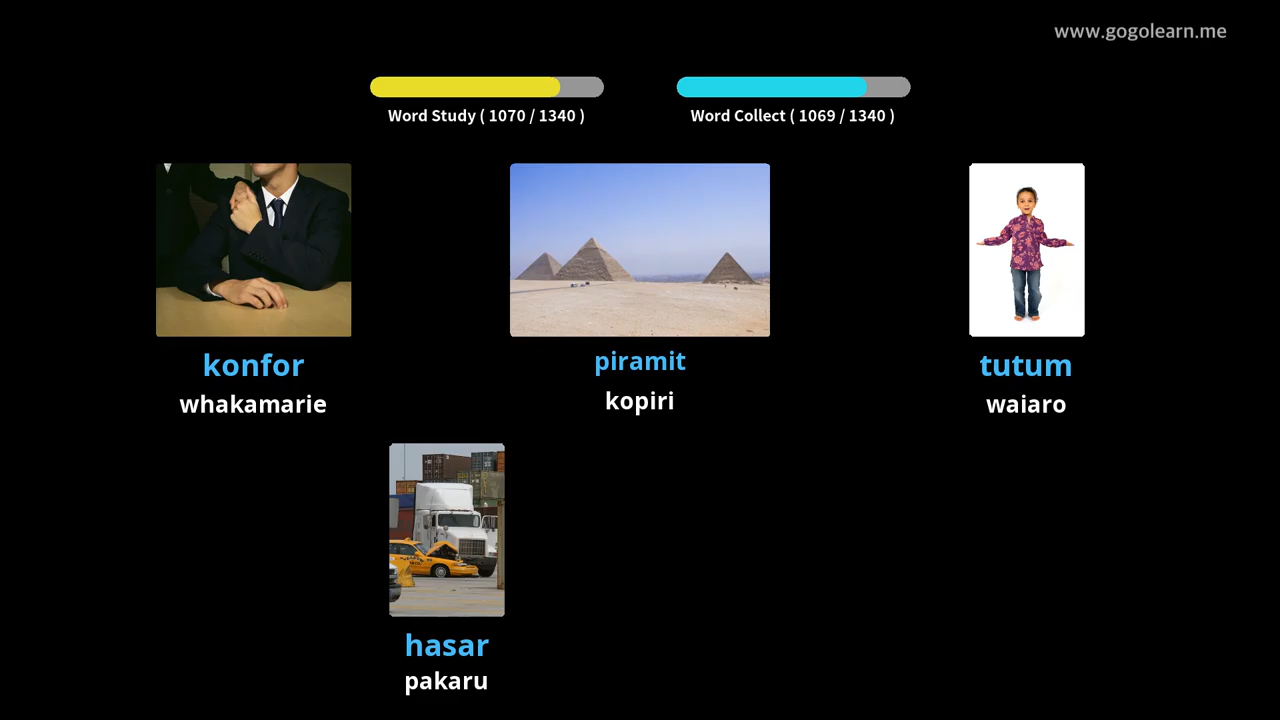 www.gogolearn.me
Word Study ( 1070 / 1340 )
Word Collect ( 1069 / 1340 )
konfor
whakamarie
piramit
kopiri
tutum
waiaro
hasar
pakaru